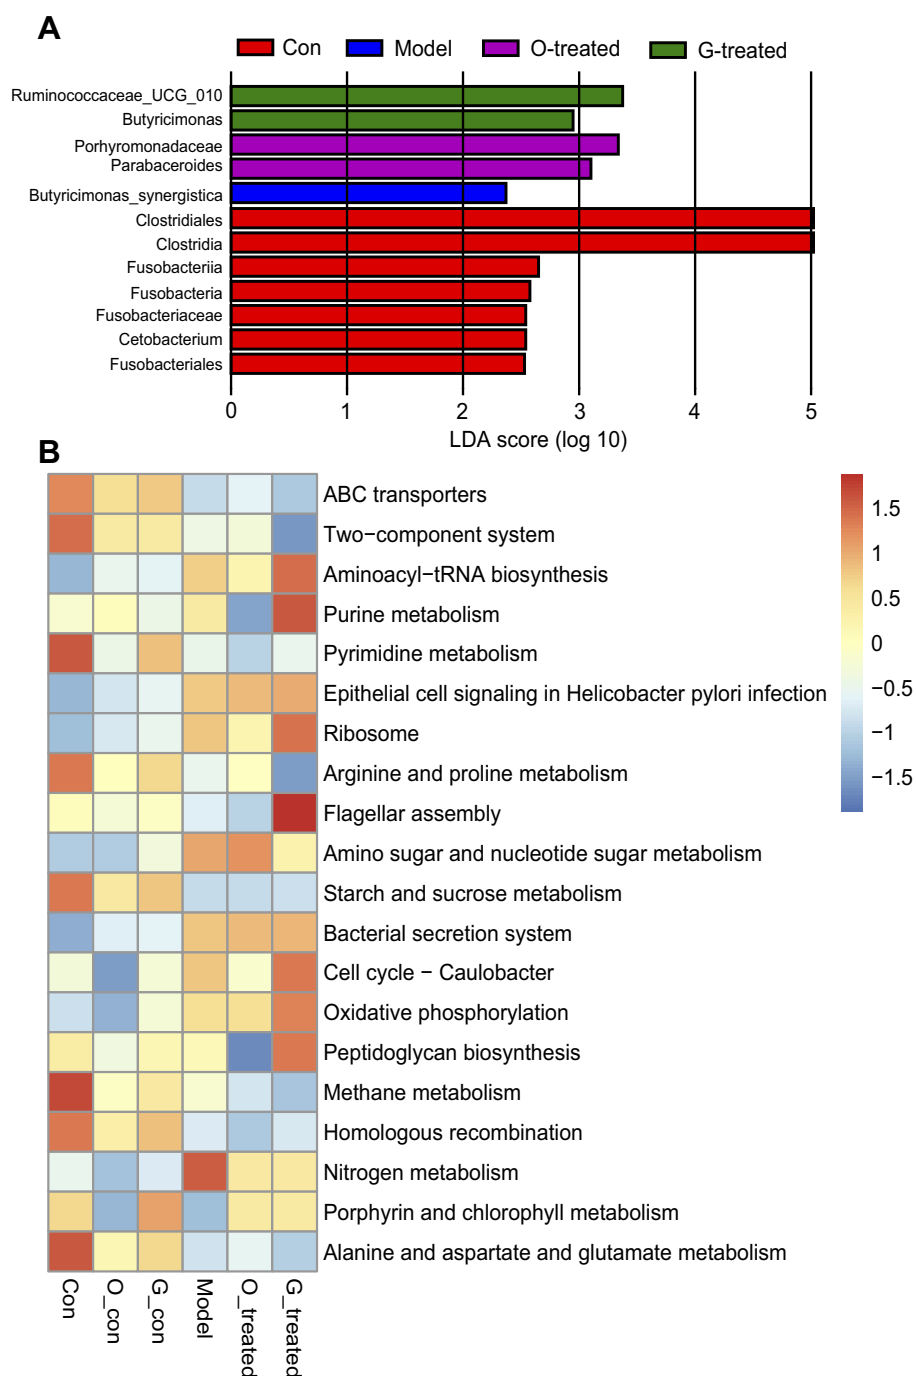 A
Con Model O-treated G-treated
Ruminococcaceae_UCG_010
Butyricimonas
Porhyromonadaceae
Parabaceroides
Butyricimonas_synergistica
Clostridiales
Clostridia
Fusobacteriia
Fusobacteria
Fusobacteriaceae
Cetobacterium
Fusobacteriales
0 1 2 3 4 5
LDA score (log 10)
B
ABC transporters
Two−component system
Aminoacyl−tRNA biosynthesis
Purine metabolism
Pyrimidine metabolism
Epithelial cell signaling in Helicobacter pylori infection
Ribosome
Arginine and proline metabolism
Flagellar assembly
Amino sugar and nucleotide sugar metabolism
Starch and sucrose metabolism
Bacterial secretion system
Cell cycle − Caulobacter
Oxidative phosphorylation
Peptidoglycan biosynthesis
Methane metabolism
Homologous recombination
Nitrogen metabolism
Porphyrin and chlorophyll metabolism
Alanine and aspartate and glutamate metabolism
1.5
1
0.5
0
−0.5
−1
−1.5
Con
O_con
G_con
Model
O_treated
G_treated